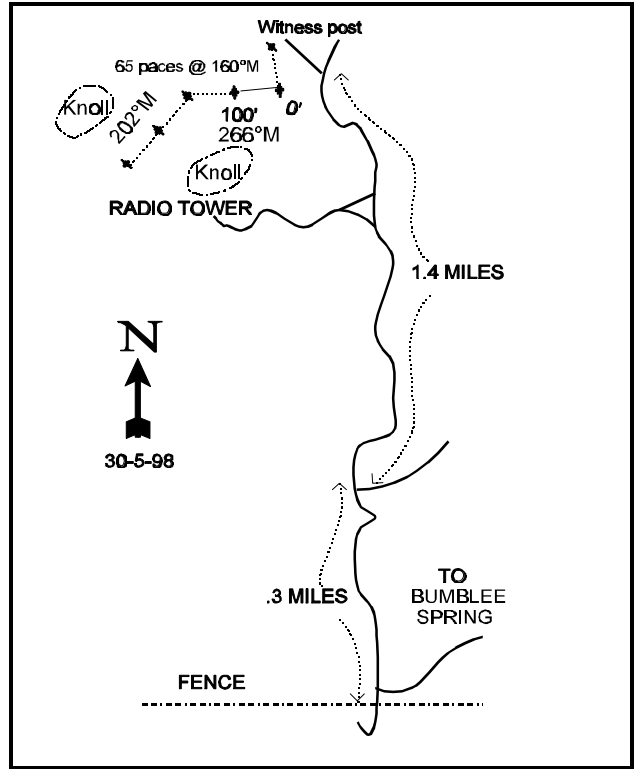 Witness post
65 paces @ 160°M
Knoll
202°M
100'
0'
266°M
Knoll
RADIO TOWER
1.4 MILES
N
30-5-98
.3 MILES
TO
BUMBLEE
SPRING
FENCE